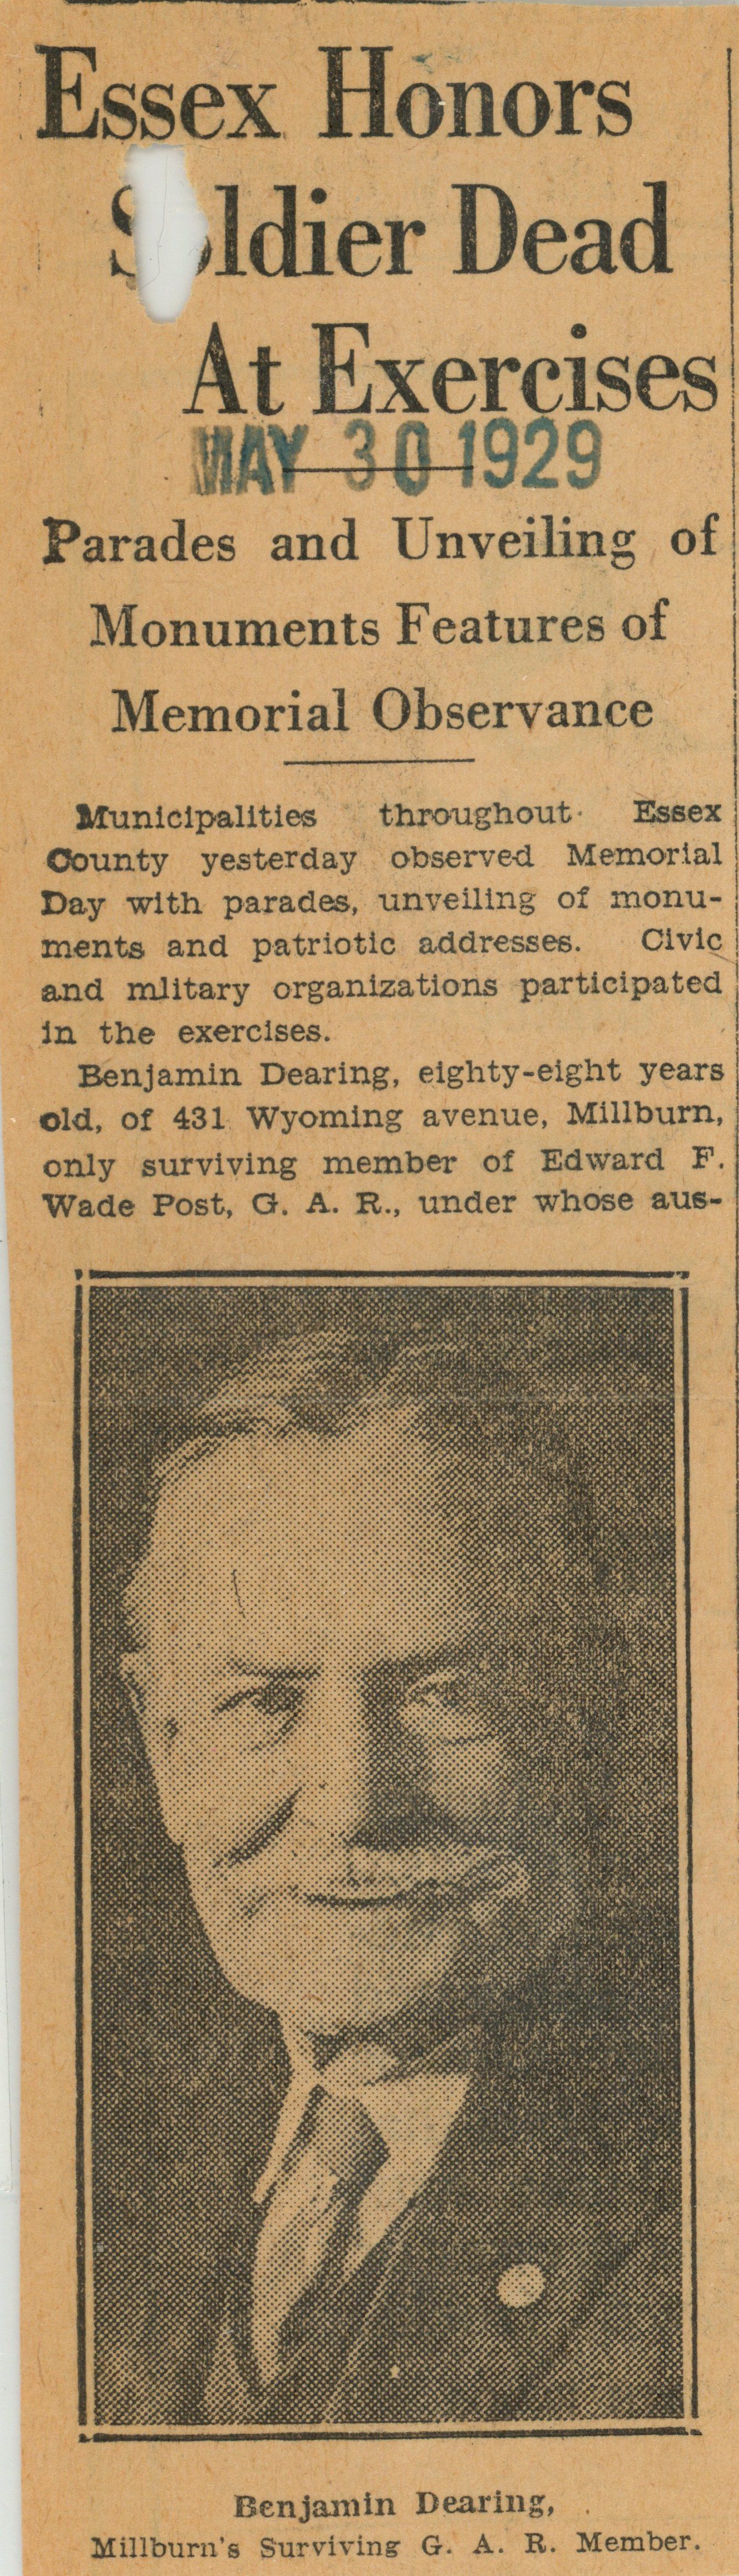 Essex Honors
Soldier Dead
At Exercises
MAY 30 1929
Parades and Unveiling of
Monuments Features of
Memorial Observance
Municipalities throughout Essex
County yesterday observed Memorial
Day with parades, unveiling of monu-
ments and patriotic addresses. Civic
and mlitary organizations participated
in the exercises.
Benjamin Dearing, eighty-eight years
old, of 431 Wyoming avenue, Millburn,
only surviving member of Edward F.
Wade Post, G. A. R., under whose aus-
Benjamin Dearing,
Millburn's Surviving G. A. R. Member.